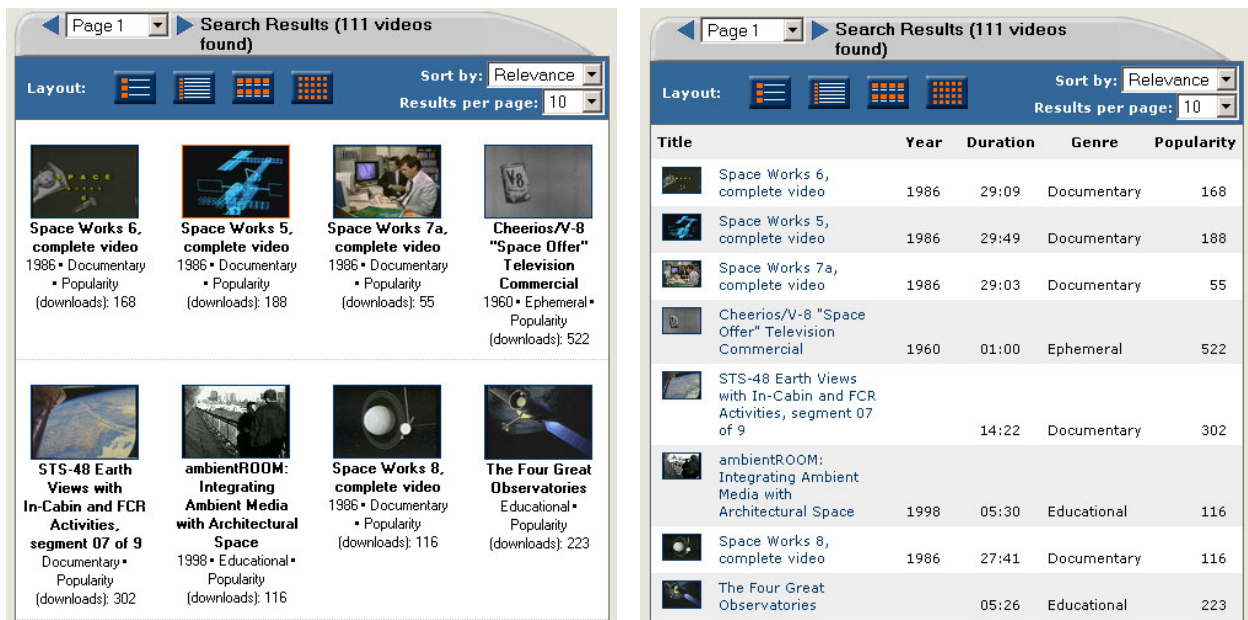 Page 1
Search Results (111 videos
found)
Layout:
Sort by: Relevance
Results per page: 10
Space Works 6,
complete video
1986 ▪ Documentary
▪ Popularity
(downloads): 168
Space Works 5,
complete video
1986 ▪ Documentary
▪ Popularity
(downloads): 188
Space Works 7a,
complete video
1986 ▪ Documentary
▪ Popularity
(downloads): 55
V8
Cheerios/V-8
"Space Offer"
Television
Commercial
1960 ▪ Ephemeral ▪
Popularity
(downloads): 522
STS-48 Earth
Views with
In-Cabin and FCR
Activities,
segment 07 of 9
Documentary ▪
Popularity
(downloads): 302
ambientROOM:
Integrating
Ambient Media
with Architectural
Space
1998 ▪ Educational ▪
Popularity
(downloads): 116
Space Works 8,
complete video
1986 ▪ Documentary
▪ Popularity
(downloads): 116
The Four Great
Observatories
Educational ▪
Popularity
(downloads): 223
Page 1
Search Results (111 videos
found)
Layout:
Sort by: Relevance
Results per page: 10
Title Year Duration Genre Popularity
Space Works 6,
complete video 1986 29:09 Documentary 168
Space Works 5,
complete video 1986 29:49 Documentary 188
Space Works 7a,
complete video 1986 29:03 Documentary 55
Cheerios/V-8 "Space
Offer" Television
Commercial 1960 01:00 Ephemeral 522
STS-48 Earth Views
with In-Cabin and FCR
Activities, segment 07
of 9 14:22 Documentary 302
ambientROOM:
Integrating Ambient
Media with
Architectural Space 1998 05:30 Educational 116
Space Works 8,
complete video 1986 27:41 Documentary 116
The Four Great
Observatories 05:26 Educational 223